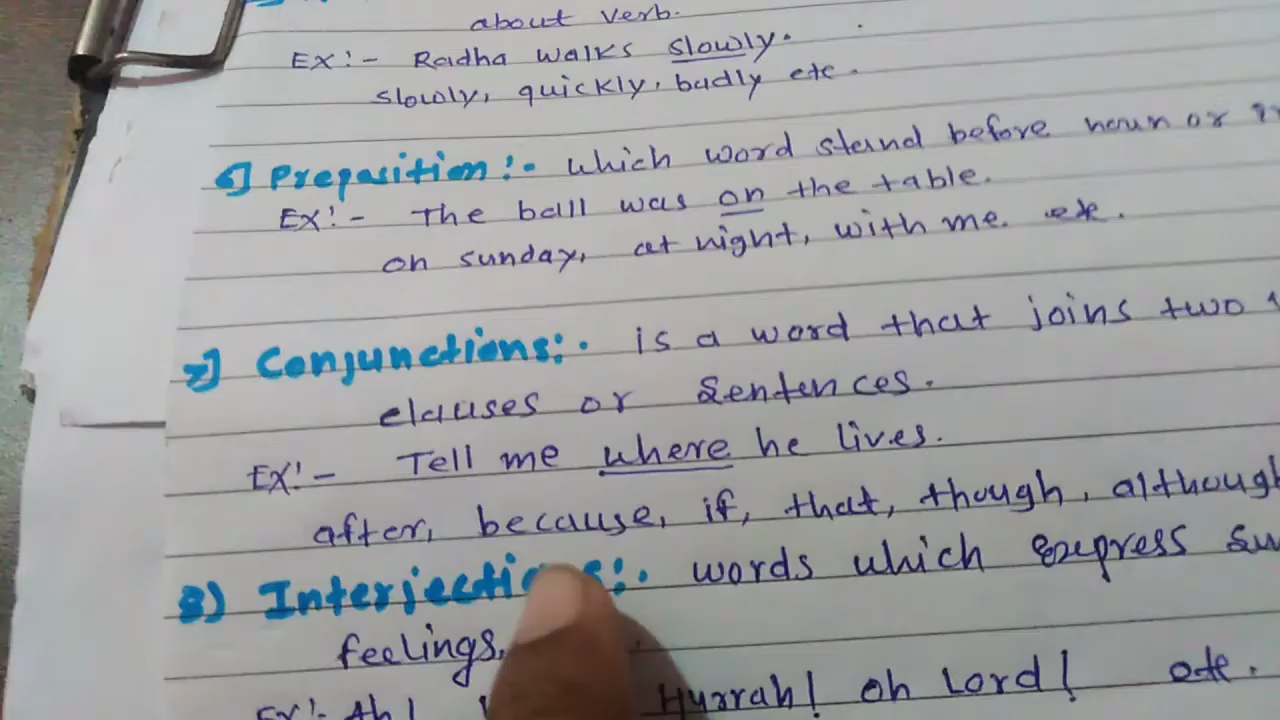 about verb.
EX:- Radha walks slowly.
slowly, quickly, badly etc.
6] Preposition:- which word stand before noun or
EX:- The ball was on the table.
on sunday, at night, with me. etc.
7] Conjunctions:- is a word that joins two
clauses or sentences.
EX:- Tell me where he lives.
after, because, if, that, though, although
8) Interjections:- words which express
feelings,
EX:- Ah! Hurrah! oh Lord! etc.